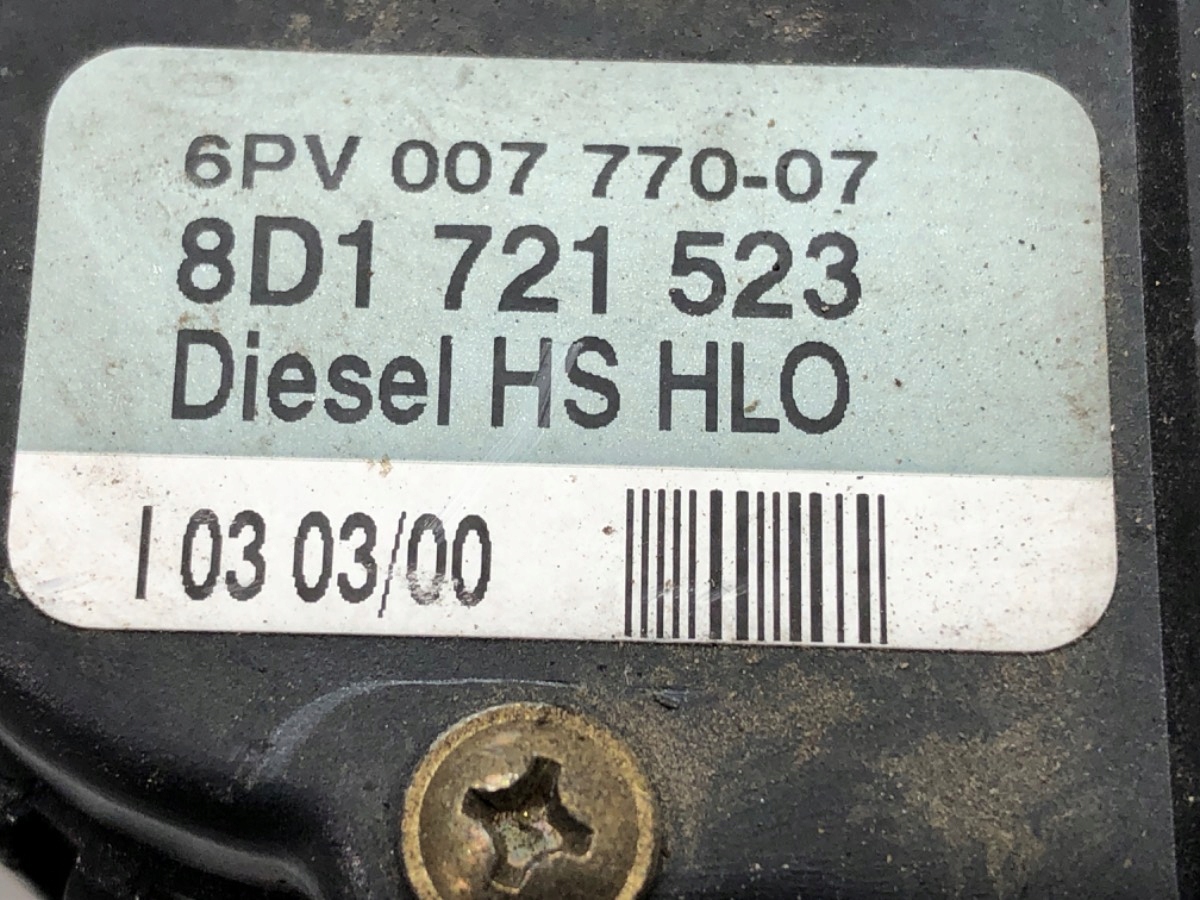 6PV 007 770-07
8D1 721 523
Diesel HS HLO
I 03 03/00